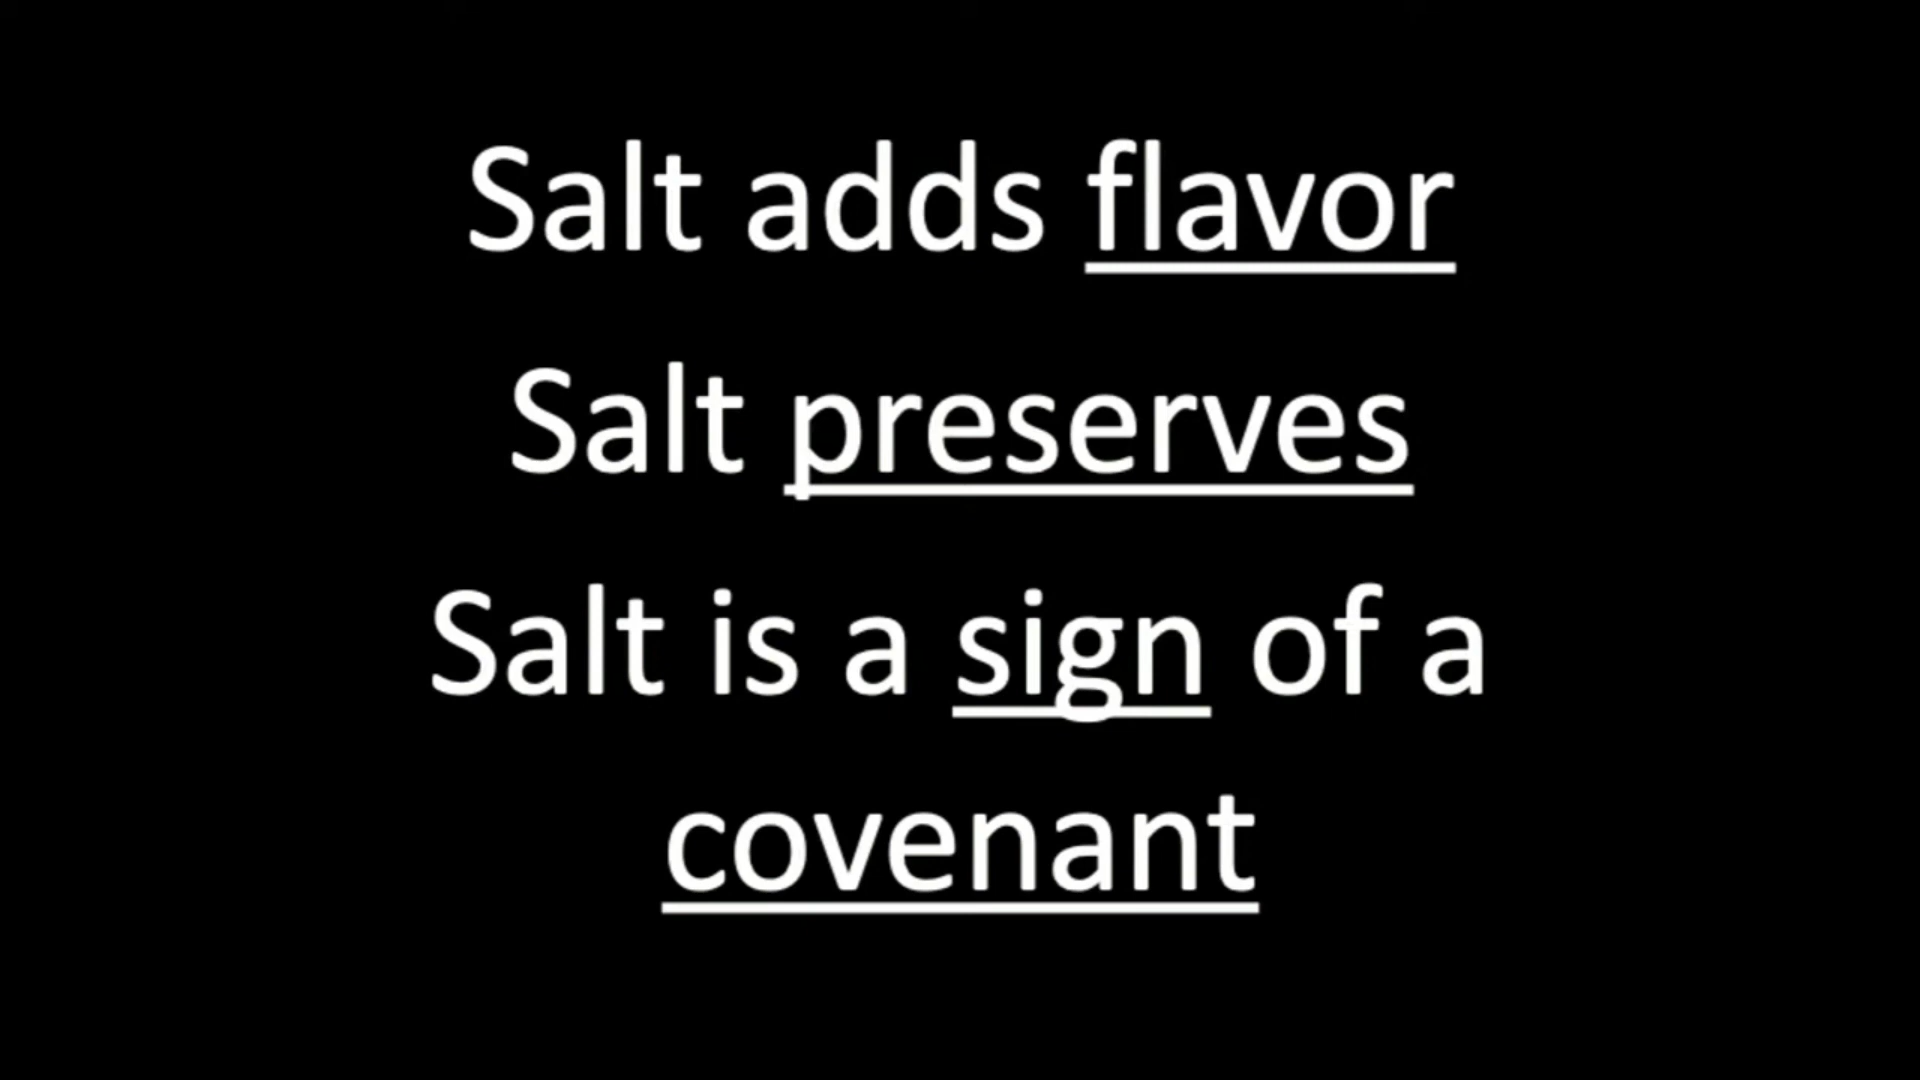 Salt adds flavor
Salt preserves
Salt is a sign of a
covenant